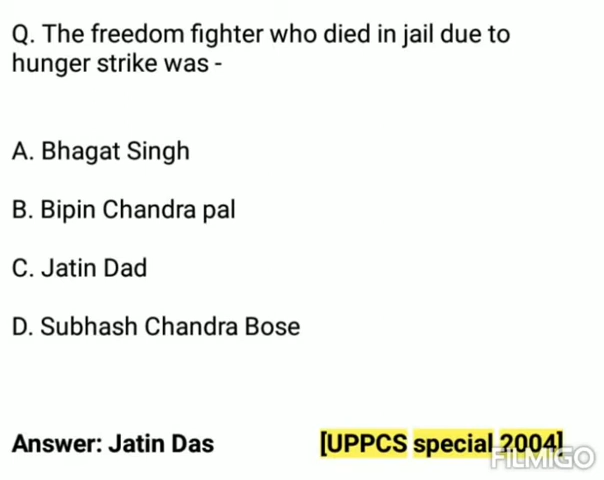 Q. The freedom fighter who died in jail due to
hunger strike was -
A. Bhagat Singh
B. Bipin Chandra pal
C. Jatin Dad
D. Subhash Chandra Bose
Answer: Jatin Das [UPPCS special 2004]
FILMIGO